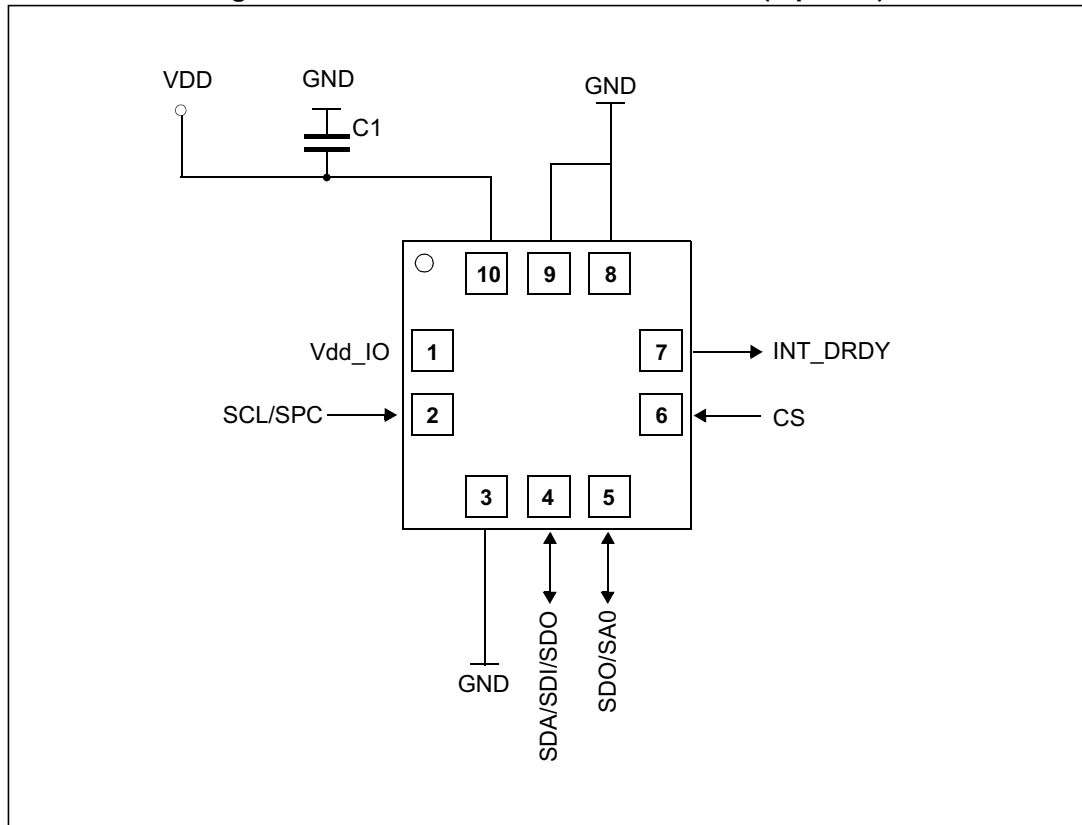 VDD
GND
C1
GND
10
9
8
Vdd_IO
1
7
INT_DRDY
SCL/SPC
2
6
CS
3
4
5
GND
SDA/SDI/SDO
SDO/SA0